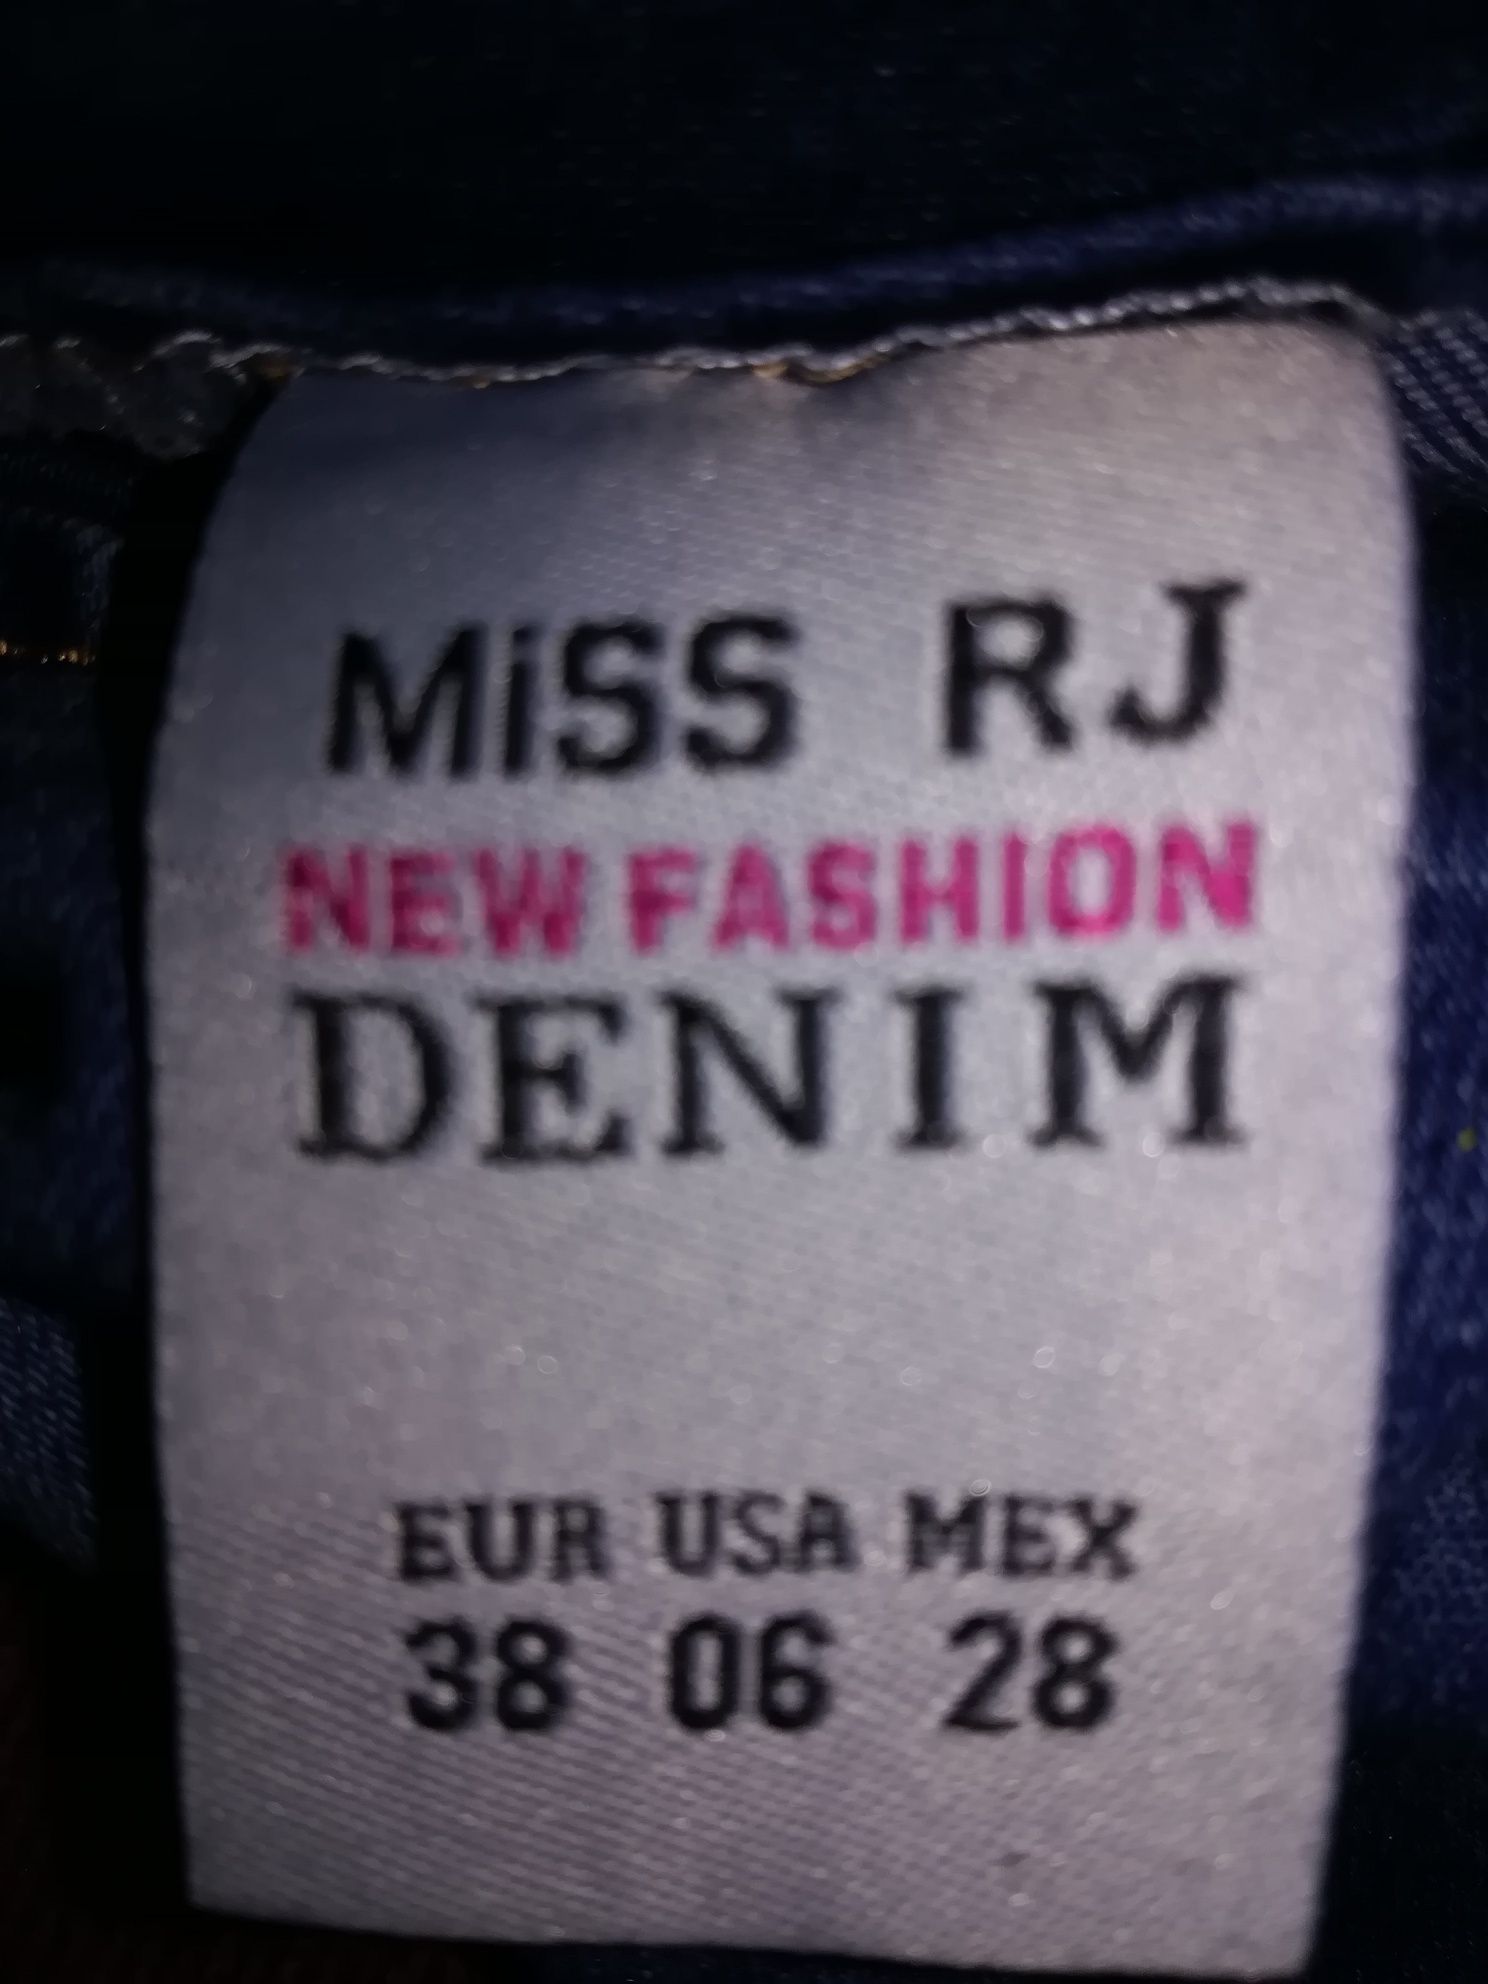 MiSS RJ
NEW FASHION
DENIM
EUR USA MEX
38 06 28